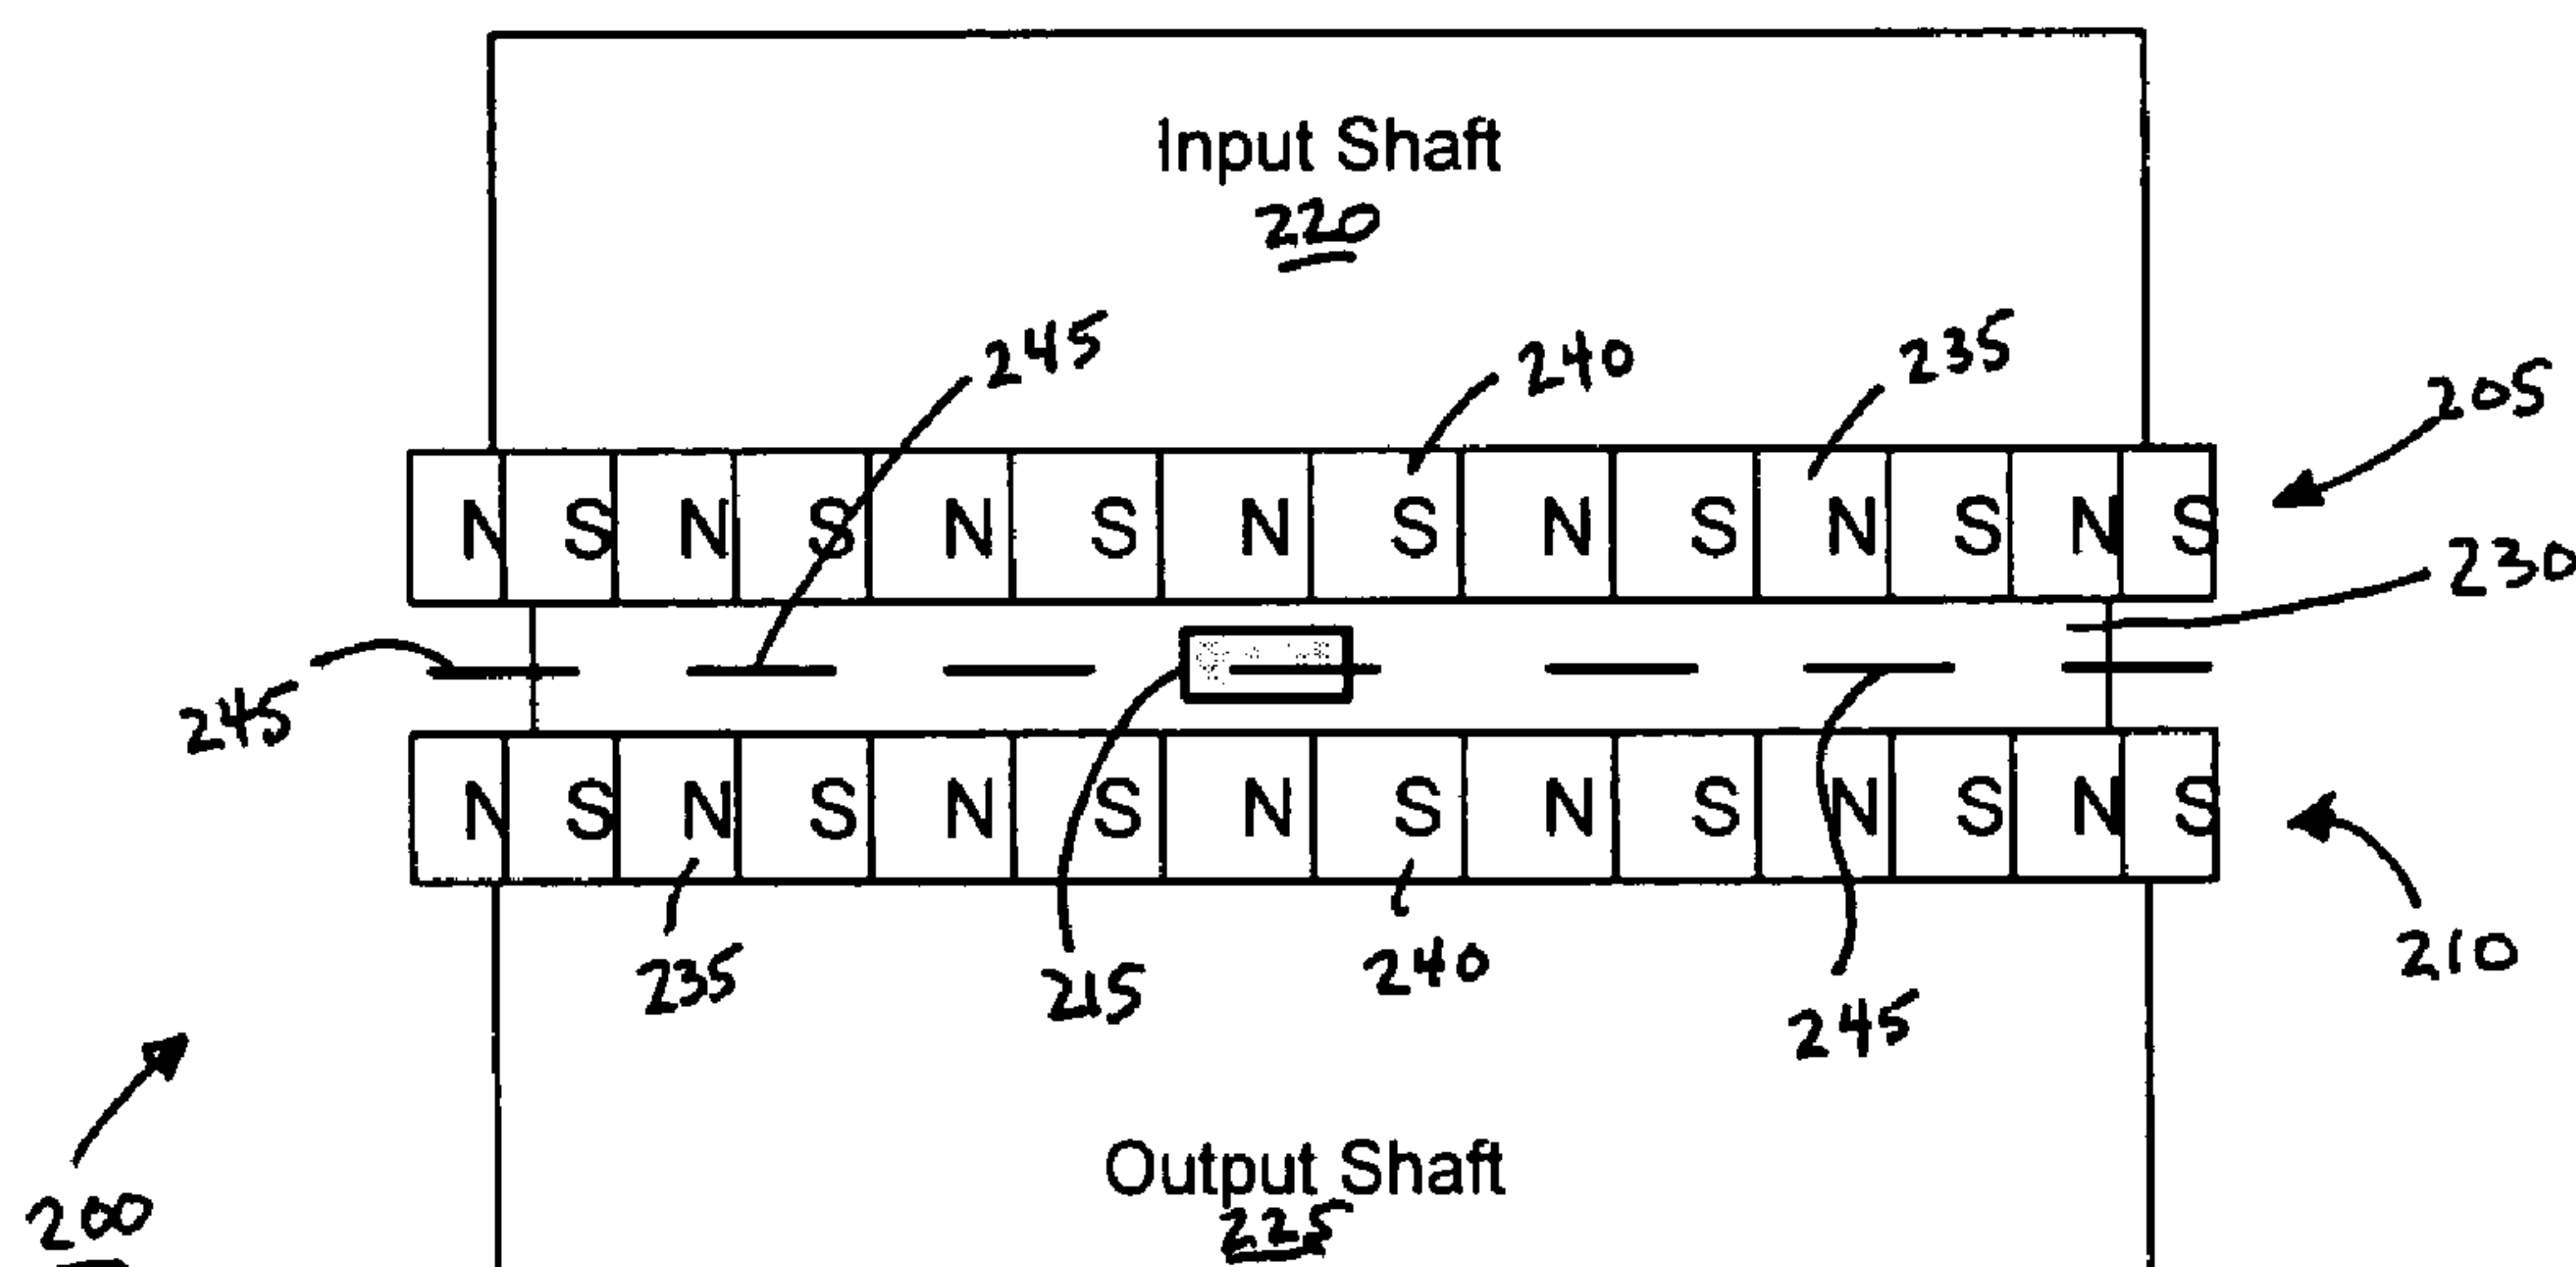 Input Shaft
220
245 240 235
205
N S N S N S N S N S N S N S
230
245
N S N S N S N S N S N S N S
235 215 240 245 210
Output Shaft
225
200